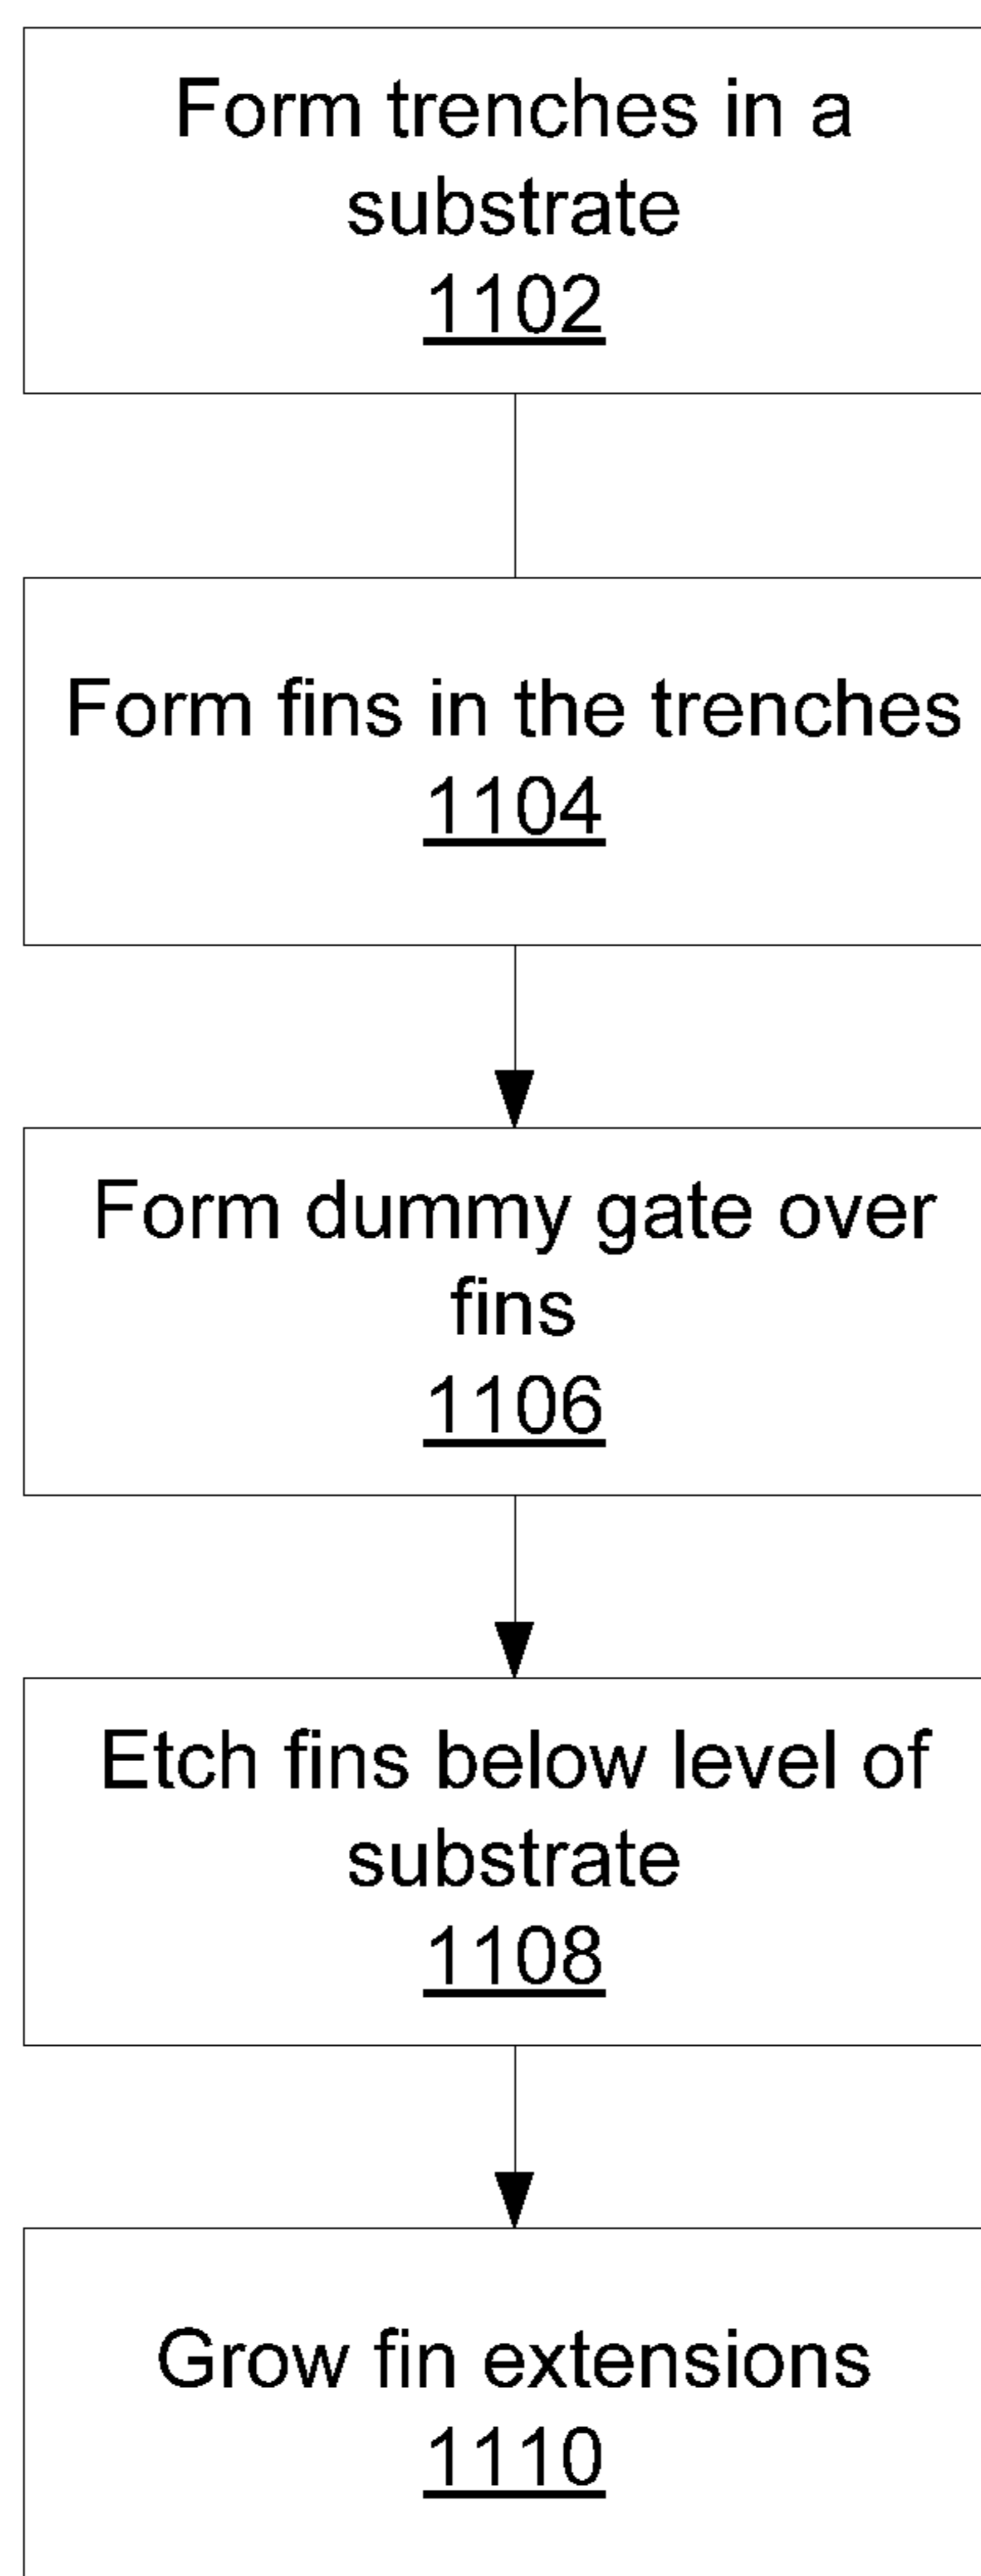 Form trenches in a
substrate
1102
Form fins in the trenches
1104
Form dummy gate over
fins
1106
Etch fins below level of
substrate
1108
Grow fin extensions
1110